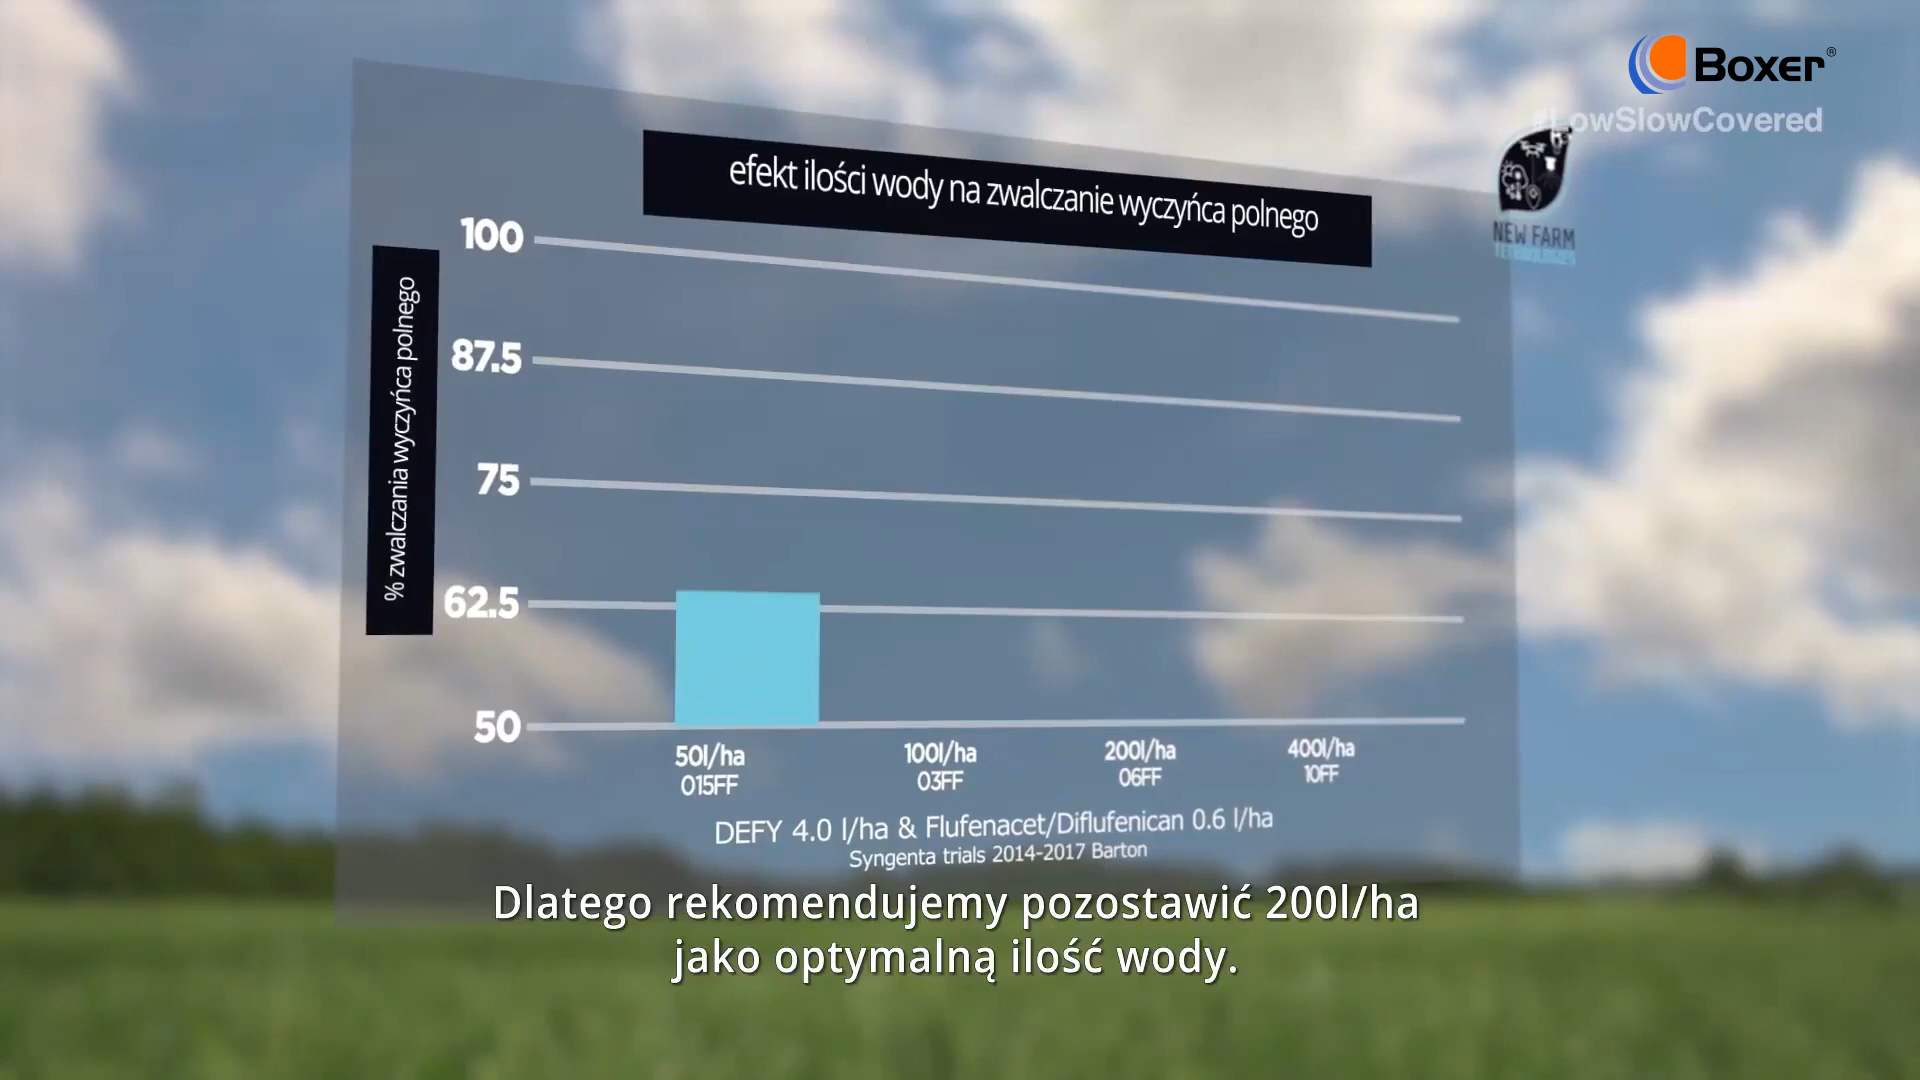 Boxer®
#LowSlowCovered
NEW FARM
efekt ilości wody na zwalczanie wyczyńca polnego
% zwalczania wyczyńca polnego
100
87.5
75
62.5
50
50l/ha 100l/ha 200l/ha 400l/ha
015FF 03FF 06FF 10FF
DEFY 4.0 l/ha & Flufenacet/Diflufenican 0.6 l/ha
Syngenta trials 2014-2017 Barton
Dlatego rekomendujemy pozostawić 200l/ha
jako optymalną ilość wody.